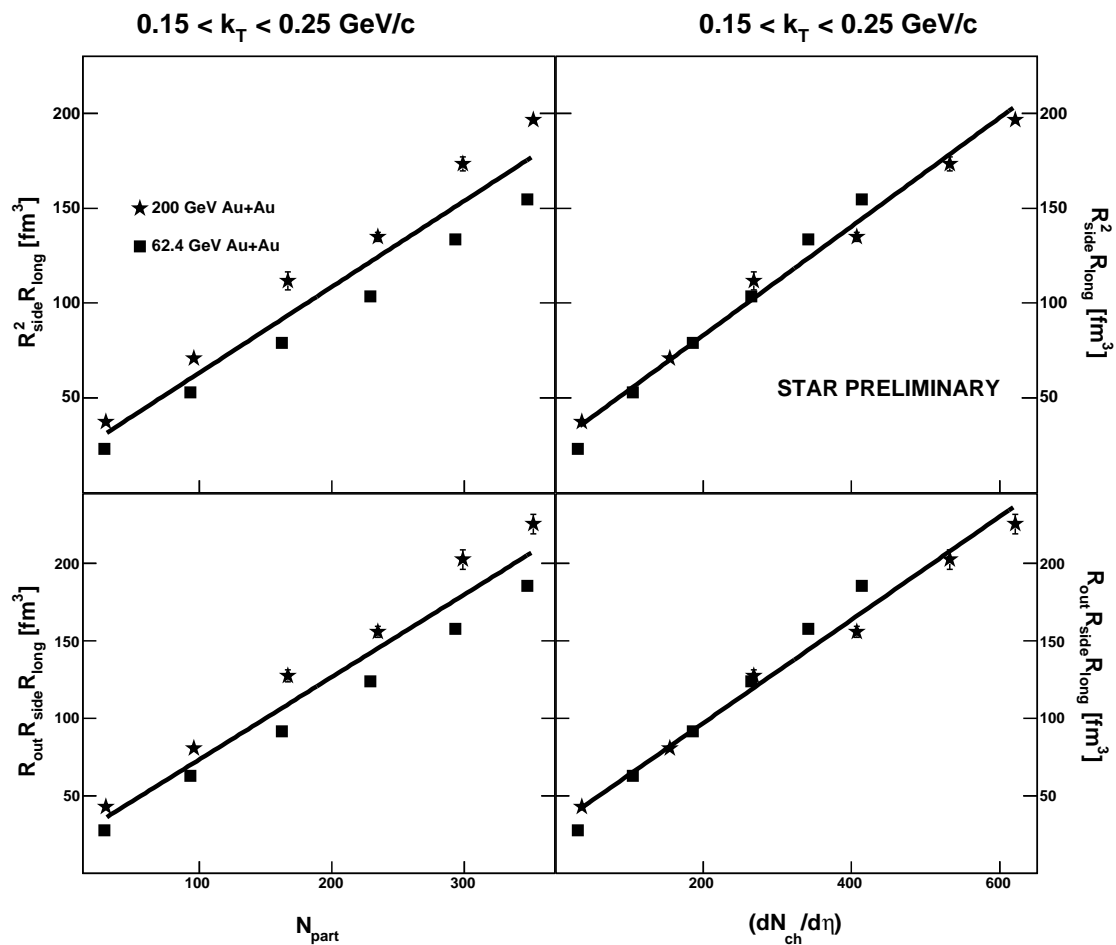 0.15 < k_T < 0.25 GeV/c
0.15 < k_T < 0.25 GeV/c
R²_side R_long [fm³]
200
150
100
50
★ 200 GeV Au+Au
■ 62.4 GeV Au+Au
STAR PRELIMINARY
200
150
100
50
R²_side R_long [fm³]
R_out R_side R_long [fm³]
200
150
100
50
200
150
100
50
R_out R_side R_long [fm³]
100
200
300
200
400
600
N_part
(dN_ch/dη)